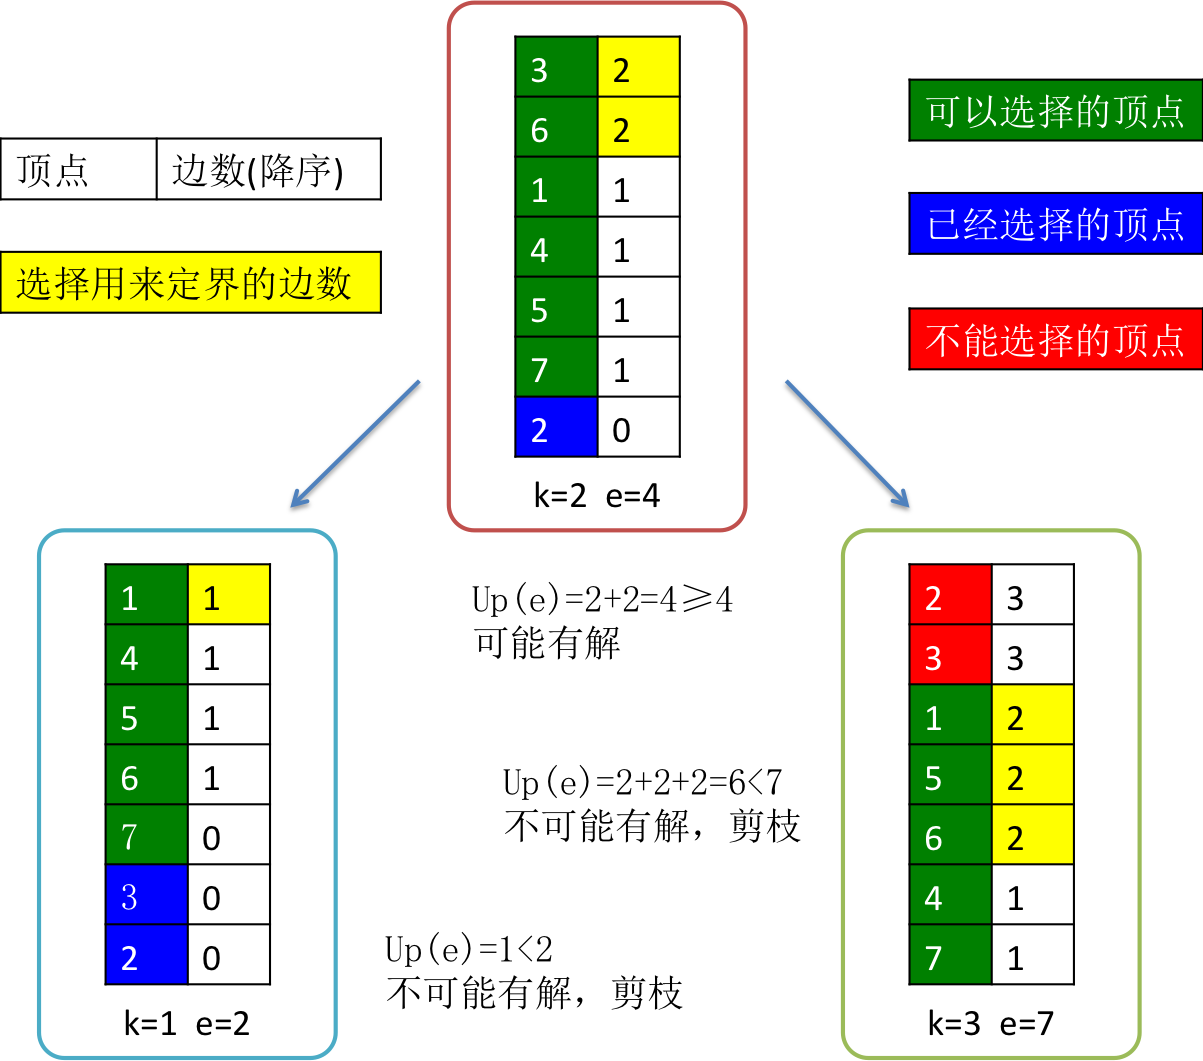 顶点 边数(降序)
选择用来定界的边数
3 2
6 2
1 1
4 1
5 1
7 1
2 0
k=2 e=4
可以选择的顶点
已经选择的顶点
不能选择的顶点
1 1
4 1
5 1
6 1
7 0
3 0
2 0
k=1 e=2
Up(e)=2+2=4≥4
可能有解
Up(e)=2+2+2=6<7
不可能有解，剪枝
Up(e)=1<2
不可能有解，剪枝
2 3
3 3
1 2
5 2
6 2
4 1
7 1
k=3 e=7